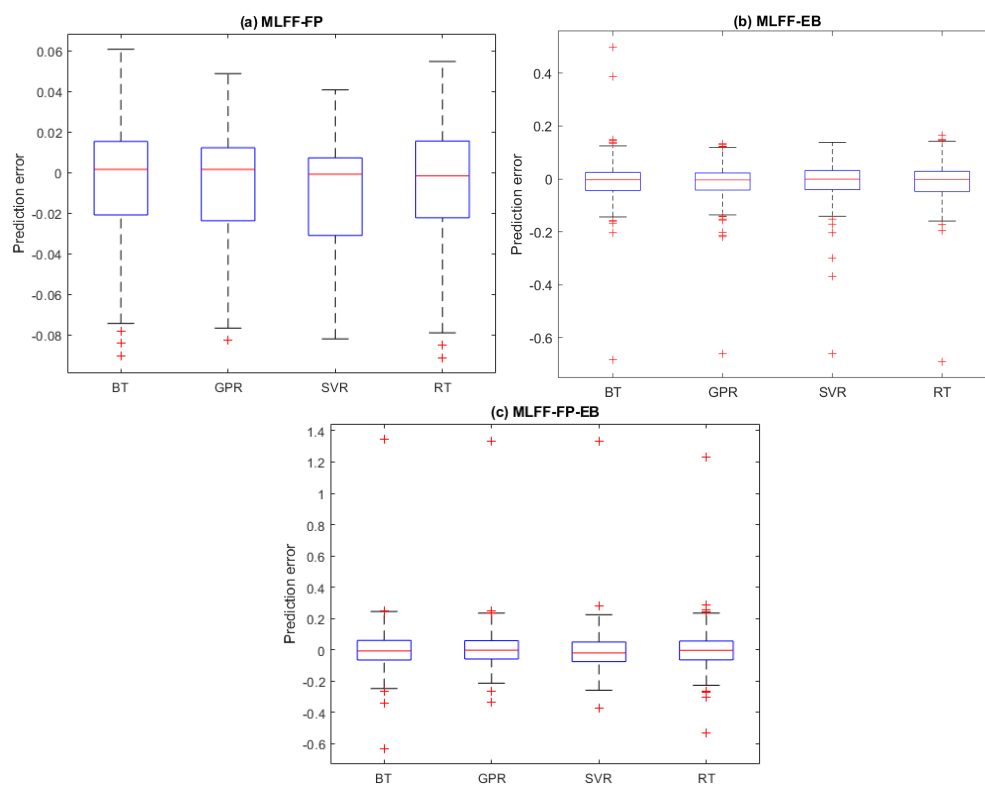 (a) MLFF-FP
Prediction error
0.06
0.04
0.02
0
-0.02
-0.04
-0.06
-0.08
BT GPR SVR RT
(b) MLFF-EB
Prediction error
0.4
0.2
0
-0.2
-0.4
-0.6
BT GPR SVR RT
(c) MLFF-FP-EB
Prediction error
1.4
1.2
1
0.8
0.6
0.4
0.2
0
-0.2
-0.4
-0.6
BT GPR SVR RT